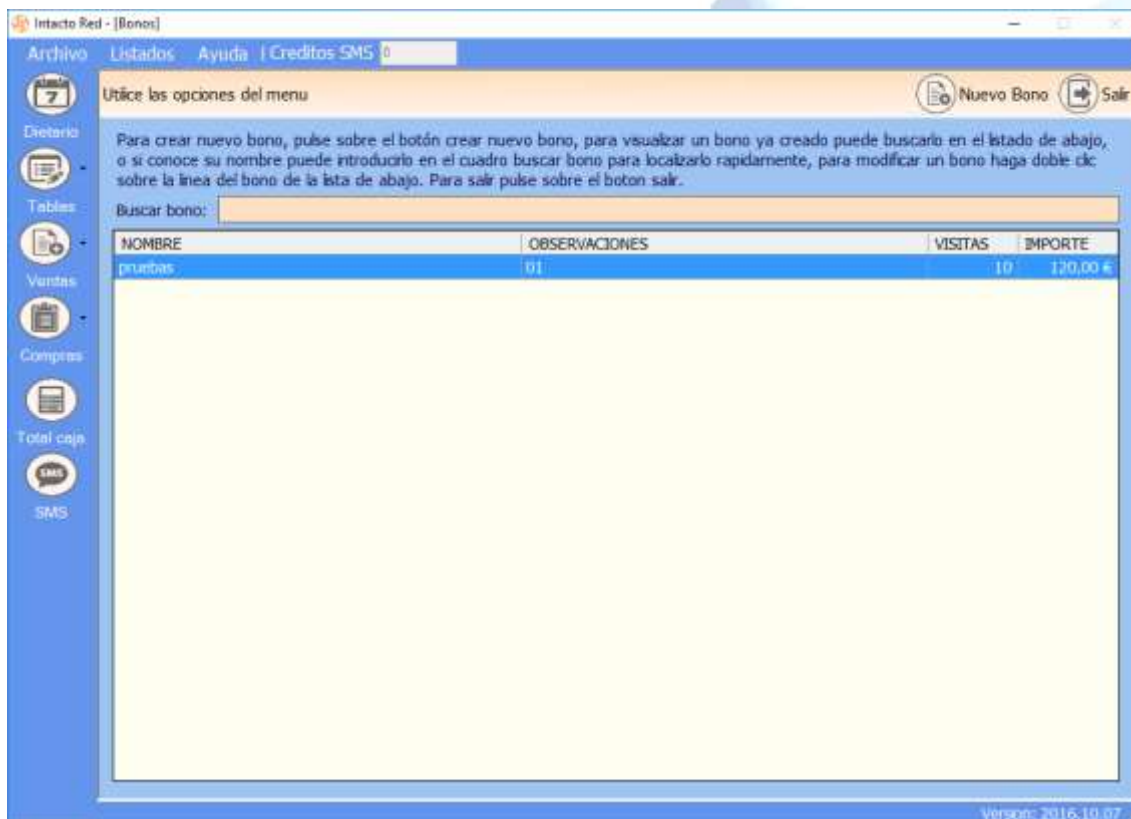 Intacto Red - [Bonos]
Archivo Listados Ayuda | Creditos SMS 0
7
Utilice las opciones del menu
Nuevo Bono
Salir
Dietario
Tablas
Ventas
Compras
Total caja
SMS
SMS
Para crear nuevo bono, pulse sobre el botón crear nuevo bono, para visualizar un bono ya creado puede buscarlo en el listado de abajo,
o si conoce su nombre puede introducirlo en el cuadro buscar bono para localizarlo rapidamente, para modificar un bono haga doble clic
sobre la linea del bono de la lista de abajo. Para salir pulse sobre el boton salir.
Buscar bono:
NOMBRE OBSERVACIONES VISITAS IMPORTE
pruebas 01 10 120,00 €
Version: 2016.10.07